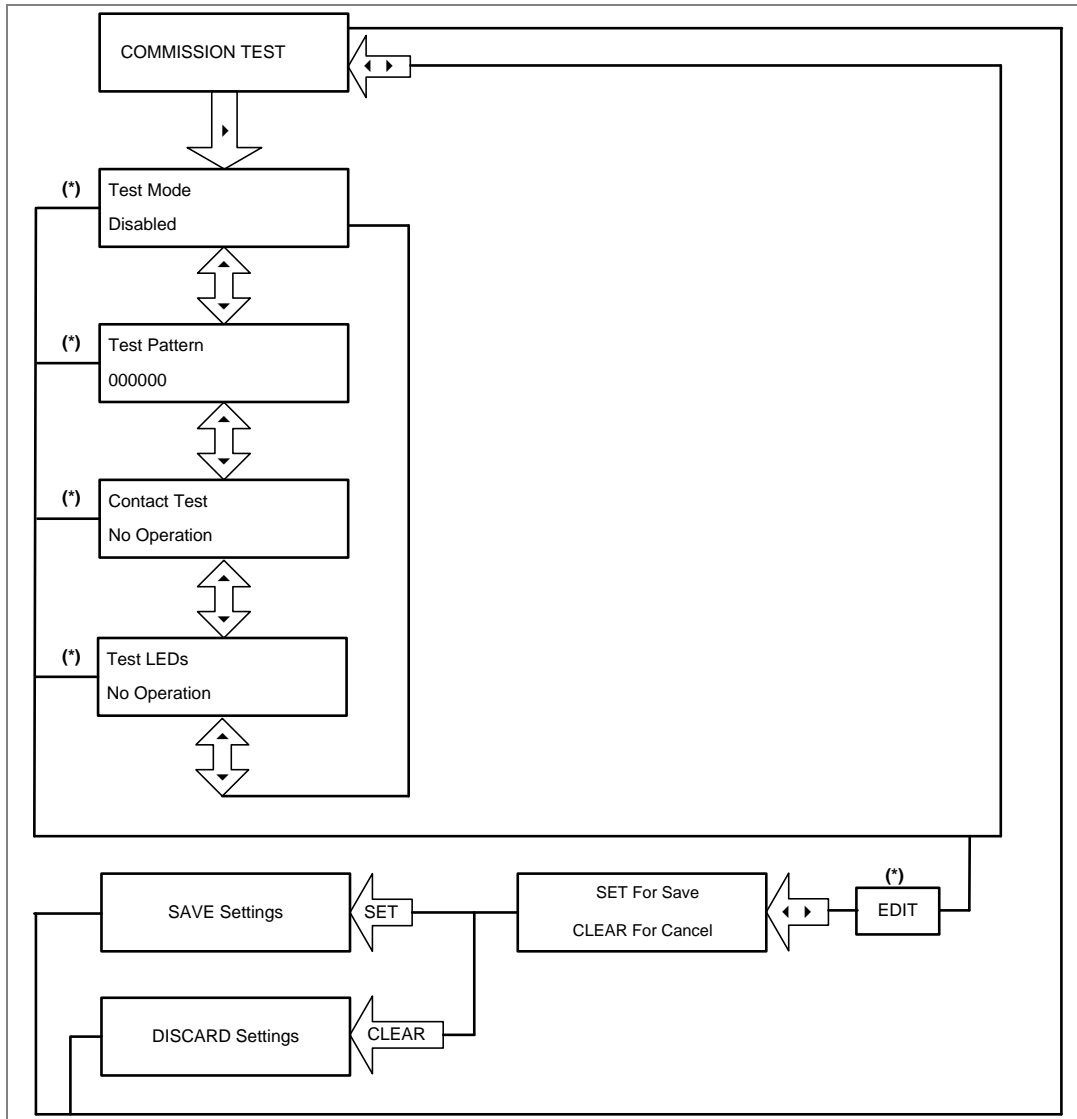 COMMISSION TEST
(*)
Test Mode
Disabled
(*)
Test Pattern
000000
(*)
Contact Test
No Operation
(*)
Test LEDs
No Operation
(*)
SAVE Settings
SET
SET For Save
CLEAR For Cancel
EDIT
DISCARD Settings
CLEAR